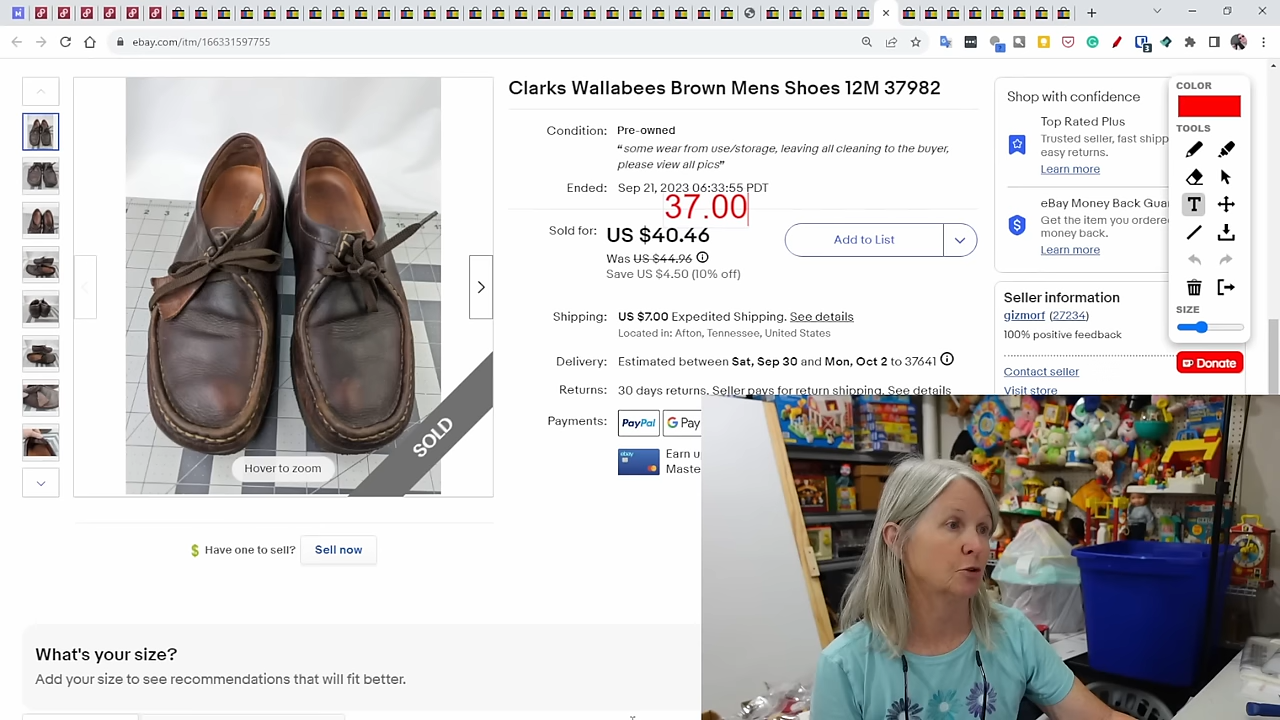 ebay.com/itm/166331597755
3
Clarks Wallabees Brown Mens Shoes 12M 37982
Condition: Pre-owned
“some wear from use/storage, leaving all cleaning to the buyer,
please view all pics”
Ended: Sep 21, 2023 06:33:55 PDT
37.00
Sold for: US $40.46
Was US $44.96
Save US $4.50 (10% off)
Add to List
Shipping: US $7.00 Expedited Shipping. See details
Located in: Afton, Tennessee, United States
Delivery: Estimated between Sat, Sep 30 and Mon, Oct 2 to 37641
Returns: 30 days returns. Seller pays for return shipping. See details
Payments: PayPal G Pay
Earn u
Maste
SOLD
Hover to zoom
Have one to sell? Sell now
What's your size?
Add your size to see recommendations that will fit better.
Shop with confidence
Top Rated Plus
Trusted seller, fast shipp
easy returns.
Learn more
eBay Money Back Gua
Get the item you ordere
money back.
Learn more
Seller information
gizmorf (27234)
100% positive feedback
Contact seller
Visit store
COLOR
TOOLS
T
SIZE
Donate